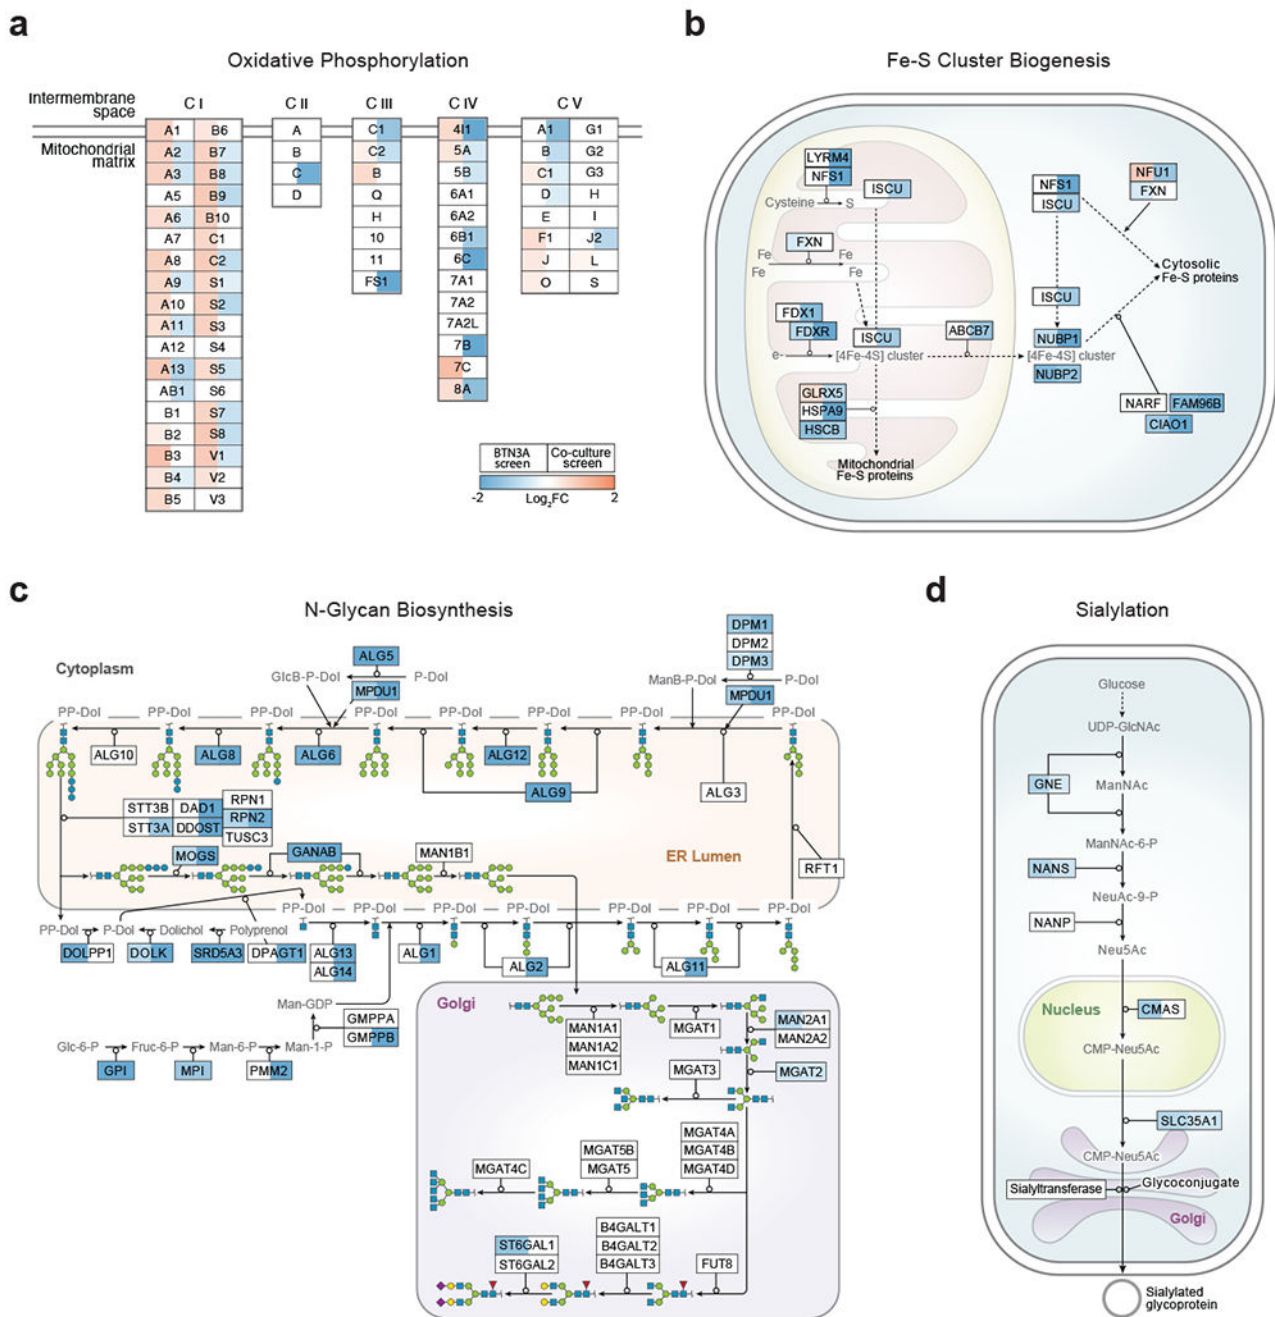 a
Oxidative Phosphorylation
Intermembrane space
Mitochondrial matrix
C I
C II
C III
C IV
C V
A1 B6
A2 B7
A3 B8
A5 B9
A6 B10
A7 C1
A8 C2
A9 S1
A10 S2
A11 S3
A12 S4
A13 S5
AB1 S6
B1 S7
B2 S8
B3 V1
B4 V2
B5 V3
A
B
C
D
C1
C2
B
Q
H
10
11
FS1
4I1
5A
5B
6A1
6A2
6B1
6C
7A1
7A2
7A2L
7B
7C
8A
A1 G1
B G2
C1 G3
D H
E I
F1 J2
J L
O S
BTN3A screen
Co-culture screen
-2 Log2FC 2
b
Fe-S Cluster Biogenesis
LYRM4
NFS1
ISCU
Cysteine S
FXN
Fe Fe
Fe Fe
FDX1
FDXR
ISCU
ABCB7
e- [4Fe-4S] cluster
GLRX5
HSPA9
HSCB
Mitochondrial
Fe-S proteins
NFS1
ISCU
NFU1
FXN
Cytosolic
Fe-S proteins
ISCU
NUBP1
[4Fe-4S] cluster
NUBP2
NARF FAM96B
CIAO1
c
N-Glycan Biosynthesis
Cytoplasm
ALG5
GlcB-P-Dol P-Dol
MPDU1
DPM1
DPM2
DPM3
ManB-P-Dol P-Dol
MPDU1
PP-Dol PP-Dol PP-Dol PP-Dol PP-Dol PP-Dol PP-Dol PP-Dol
ALG10 ALG8 ALG6 ALG12
ALG9 ALG3
STT3B DAD1 RPN1
STT3A DDOST RPN2
TUSC3
MOGS GANAB MAN1B1
ER Lumen
RFT1
PP-Dol PP-Dol PP-Dol PP-Dol PP-Dol PP-Dol PP-Dol
PP-Dol P-Dol Dolichol Polyprenol
DOLPP1 DOLK SRD5A3 DPAGT1
ALG13
ALG14
ALG1
ALG2
ALG11
Man-GDP
GMPPA
GMPPB
Glc-6-P Fruc-6-P Man-6-P Man-1-P
GPI MPI PMM2
Golgi
MAN1A1
MAN1A2
MAN1C1
MGAT1
MAN2A1
MAN2A2
MGAT3
MGAT2
MGAT4A
MGAT4B
MGAT4D
MGAT5B
MGAT5
MGAT4C
B4GALT1
B4GALT2
B4GALT3
ST6GAL1
ST6GAL2
FUT8
d
Sialylation
Glucose
UDP-GlcNAc
GNE
ManNAc
ManNAc-6-P
NANS
NeuAc-9-P
NANP
Neu5Ac
Nucleus
CMAS
CMP-Neu5Ac
SLC35A1
CMP-Neu5Ac
Sialyltransferase
Glycoconjugate
Golgi
Sialylated
glycoprotein